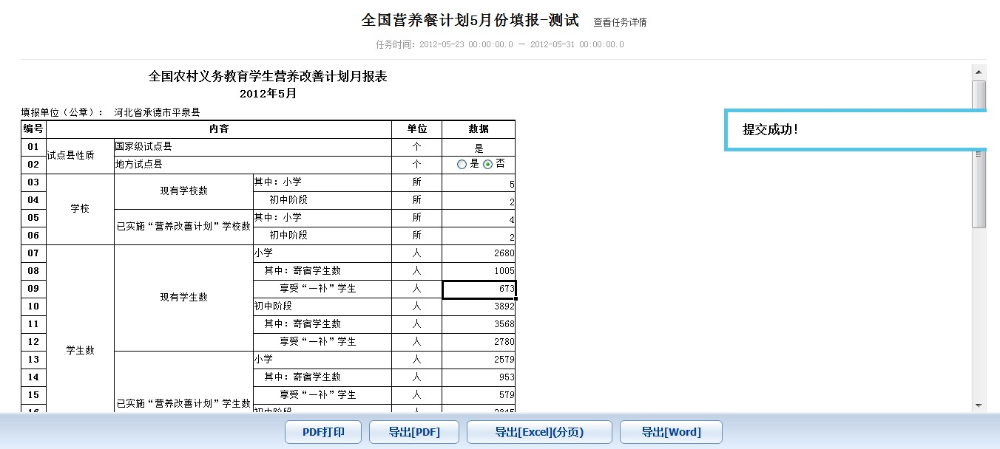 全国营养餐计划5月份填报-测试 查看任务详情
任务时间: 2012-05-23 00:00:00.0 — 2012-05-31 00:00:00.0
全国农村义务教育学生营养改善计划月报表
2012年5月
填报单位（公章）： 河北省承德市平泉县
编号 内容 单位 数据
提交成功！
01 试点县性质 国家级试点县 个 是
02 地方试点县 个 是 否
03 学校 现有学校数 其中：小学 所 5
04 初中阶段 所 2
05 已实施“营养改善计划”学校数 其中：小学 所 4
06 初中阶段 所 2
07 学生数 现有学生数 小学 人 2680
08 其中：寄宿学生数 人 1005
09 享受“一补”学生 人 673
10 初中阶段 人 3892
11 其中：寄宿学生数 人 3568
12 享受“一补”学生 人 2780
13 已实施“营养改善计划”学生数 小学 人 2579
14 其中：寄宿学生数 人 953
15 享受“一补”学生 人 579
16 初中阶段 人 2845
PDF打印 导出[PDF] 导出[Excel](分页) 导出[Word]